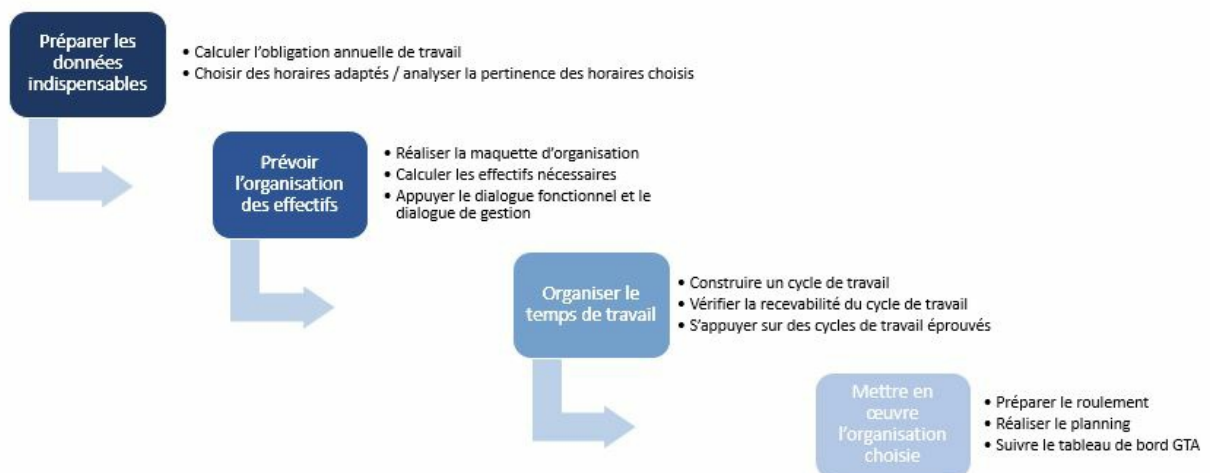 Préparer les
données
indispensables
• Calculer l'obligation annuelle de travail
• Choisir des horaires adaptés / analyser la pertinence des horaires choisis
Prévoir
l'organisation
des effectifs
• Réaliser la maquette d'organisation
• Calculer les effectifs nécessaires
• Appuyer le dialogue fonctionnel et le
dialogue de gestion
Organiser le
temps de travail
• Construire un cycle de travail
• Vérifier la recevabilité du cycle de travail
• S'appuyer sur des cycles de travail éprouvés
Mettre en
œuvre
l'organisation
choisie
• Préparer le roulement
• Réaliser le planning
• Suivre le tableau de bord GTA